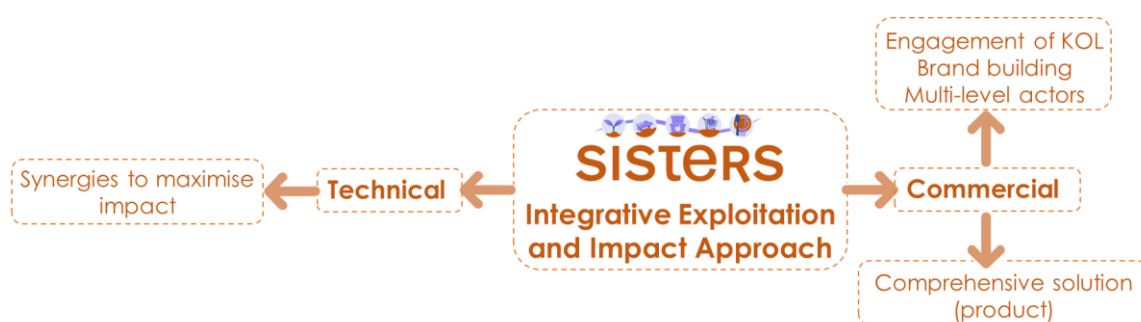 Engagement of KOL
Brand building
Multi-level actors
SISTERS
Integrative Exploitation
and Impact Approach
Synergies to maximise
impact
Technical
Commercial
Comprehensive solution
(product)